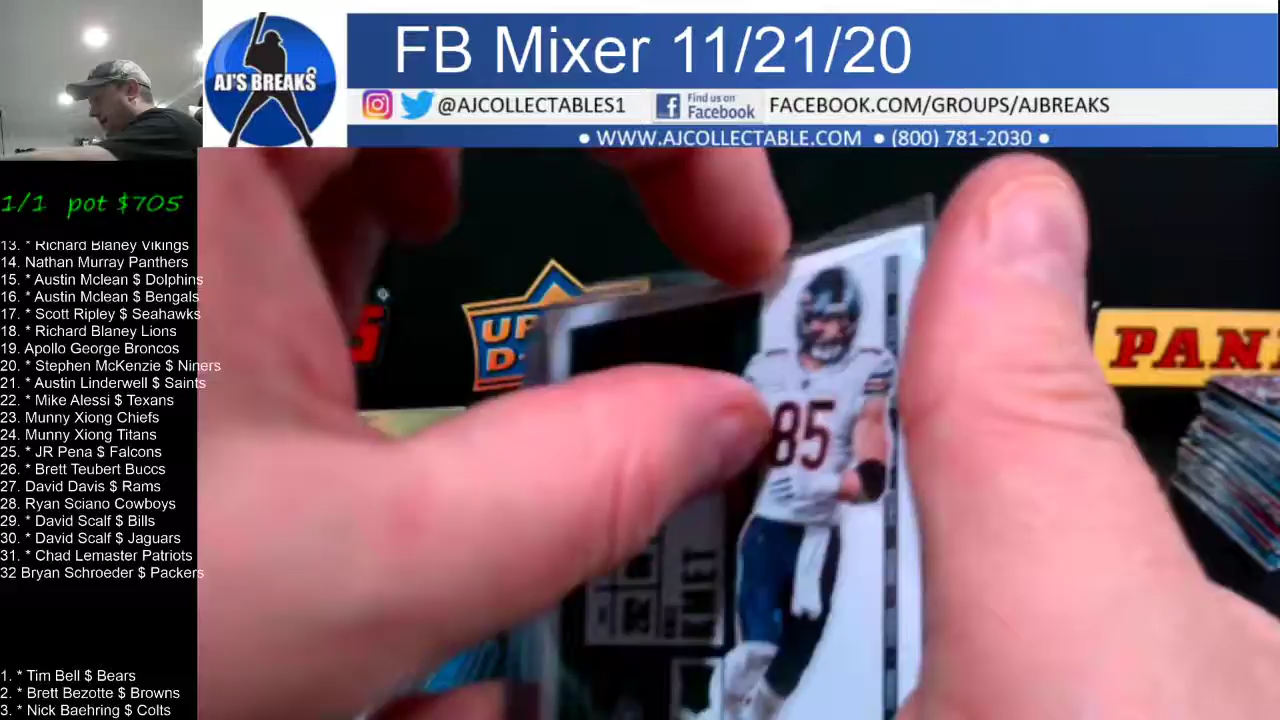 AJ'S BREAKS
FB Mixer 11/21/20
@AJCOLLECTABLES1
Find us on
Facebook
FACEBOOK.COM/GROUPS/AJBREAKS
● WWW.AJCOLLECTABLE.COM ● (800) 781-2030 ●
1/1 pot $705
13. * Richard Blaney Vikings
14. Nathan Murray Panthers
15. * Austin Mclean $ Dolphins
16. * Austin Mclean $ Bengals
17. * Scott Ripley $ Seahawks
18. * Richard Blaney Lions
19. Apollo George Broncos
20. * Stephen McKenzie $ Niners
21. * Austin Linderwell $ Saints
22. * Mike Alessi $ Texans
23. Munny Xiong Chiefs
24. Munny Xiong Titans
25. * JR Pena $ Falcons
26. * Brett Teubert Buccs
27. David Davis $ Rams
28. Ryan Sciano Cowboys
29. * David Scalf $ Bills
30. * David Scalf $ Jaguars
31. * Chad Lemaster Patriots
32 Bryan Schroeder $ Packers
1. * Tim Bell $ Bears
2. * Brett Bezotte $ Browns
3. * Nick Baehring $ Colts
UP
D
PANI
85
KMET